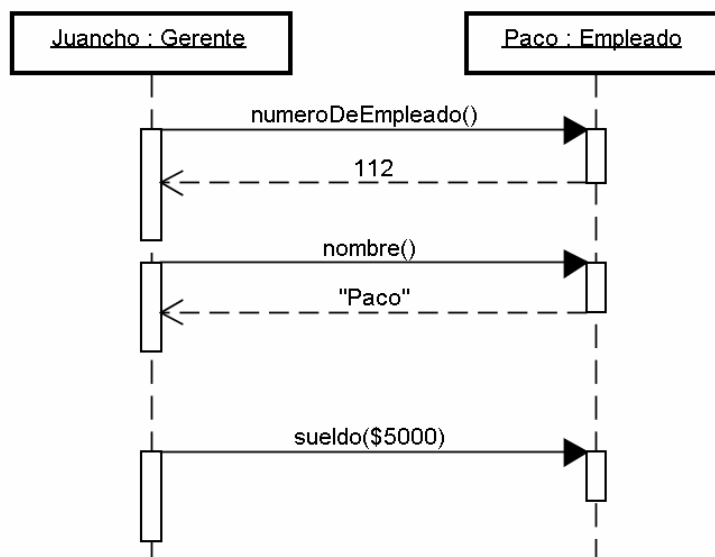 Juancho : Gerente
Paco : Empleado
numeroDeEmpleado()
112
nombre()
"Paco"
sueldo($5000)